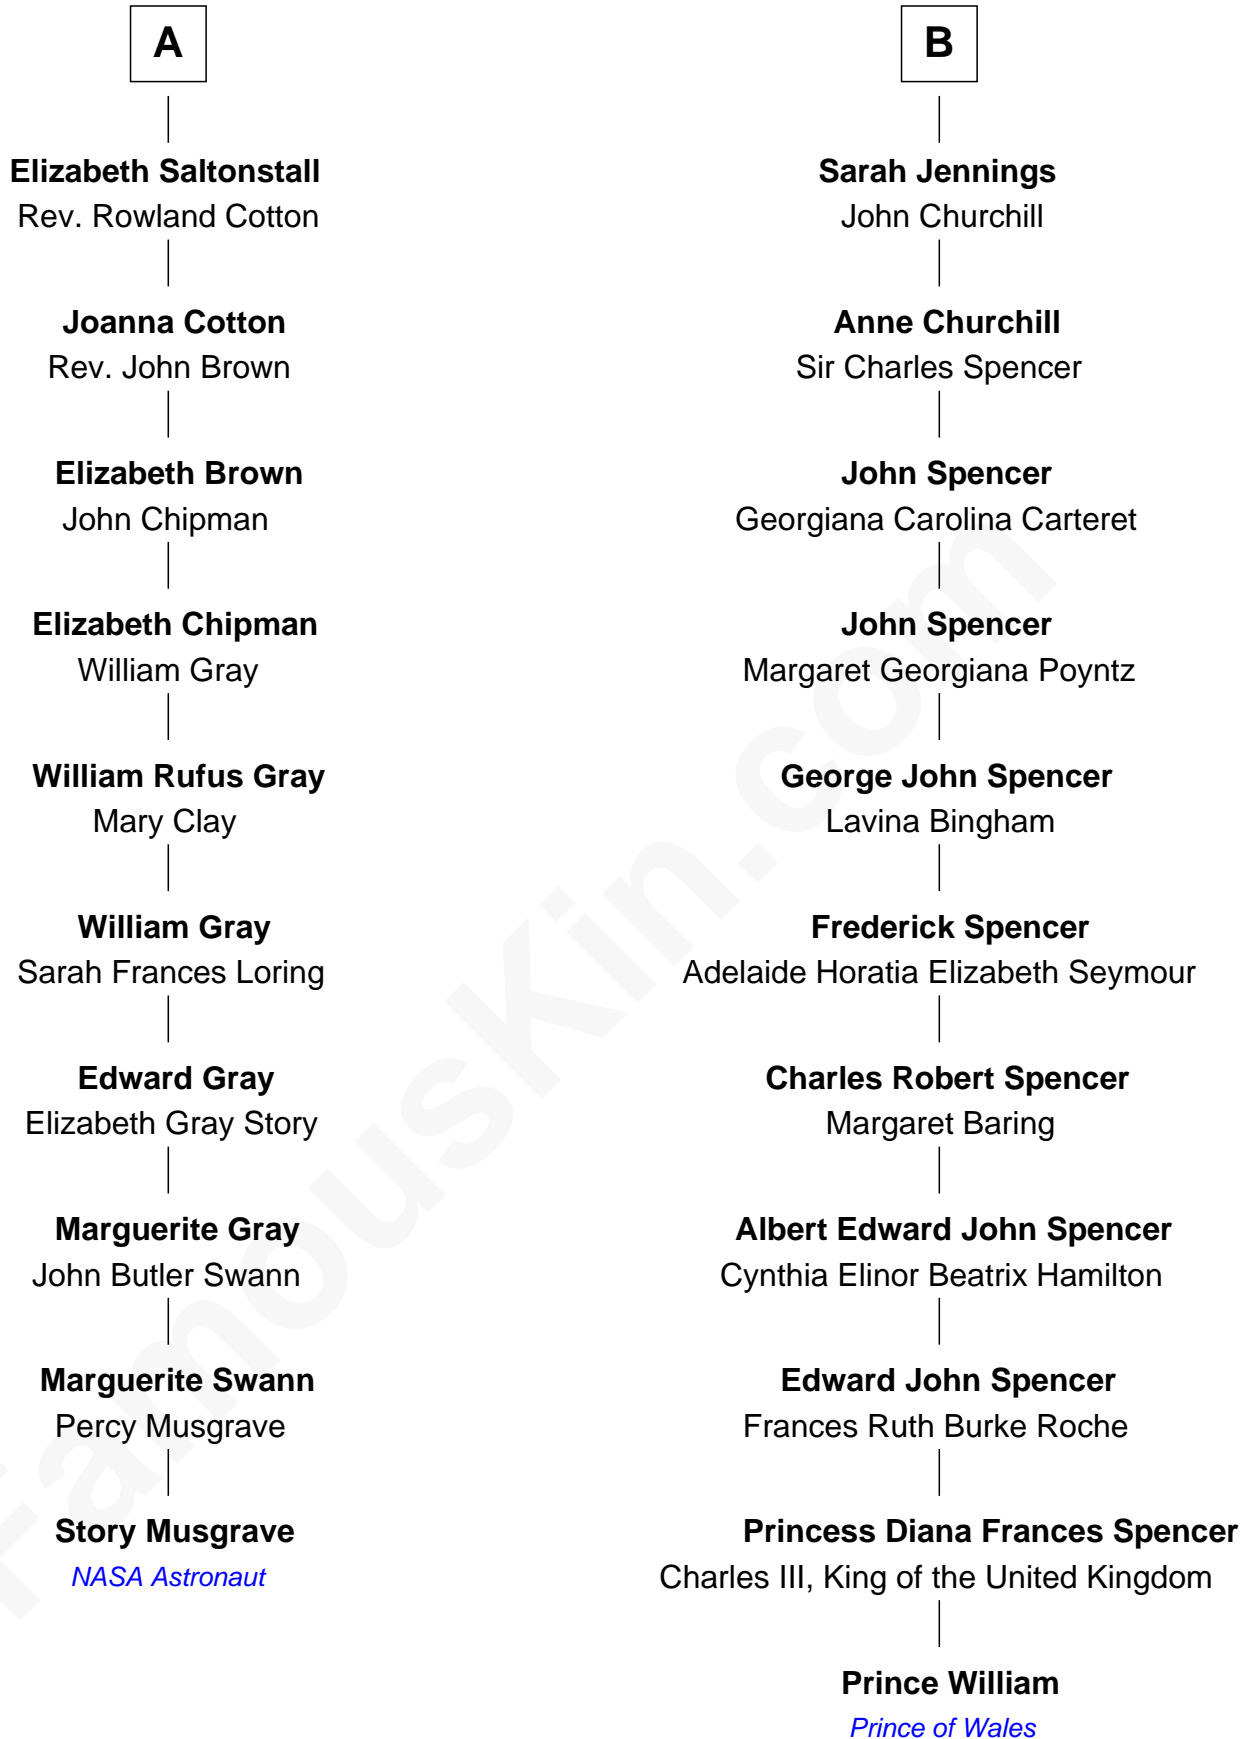 A
Elizabeth Saltonstall
Rev. Rowland Cotton
Joanna Cotton
Rev. John Brown
Elizabeth Brown
John Chipman
Elizabeth Chipman
William Gray
William Rufus Gray
Mary Clay
William Gray
Sarah Frances Loring
Edward Gray
Elizabeth Gray Story
Marguerite Gray
John Butler Swann
Marguerite Swann
Percy Musgrave
Story Musgrave
NASA Astronaut
B
Sarah Jennings
John Churchill
Anne Churchill
Sir Charles Spencer
John Spencer
Georgiana Carolina Carteret
John Spencer
Margaret Georgiana Poyntz
George John Spencer
Lavina Bingham
Frederick Spencer
Adelaide Horatia Elizabeth Seymour
Charles Robert Spencer
Margaret Baring
Albert Edward John Spencer
Cynthia Elinor Beatrix Hamilton
Edward John Spencer
Frances Ruth Burke Roche
Princess Diana Frances Spencer
Charles III, King of the United Kingdom
Prince William
Prince of Wales
FamousKin.com